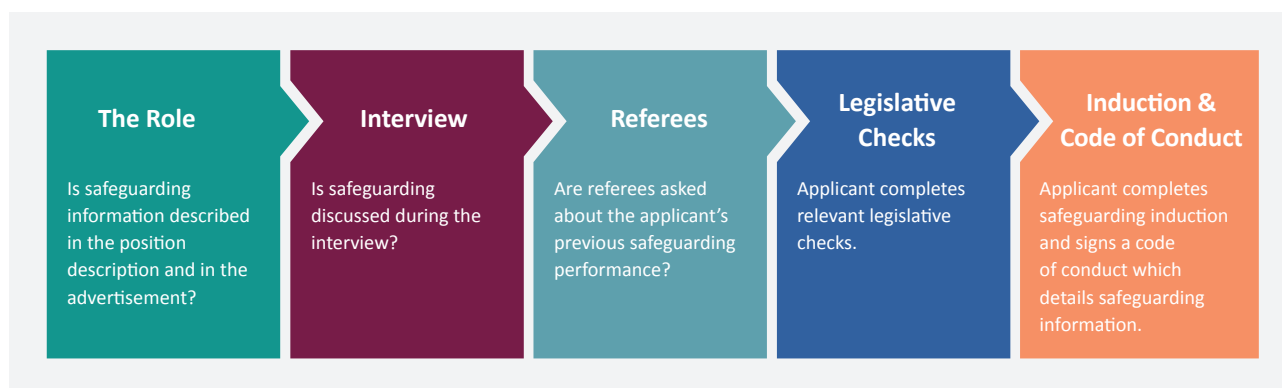 The Role
Is safeguarding
information described
in the position
description and in the
advertisement?
Interview
Is safeguarding
discussed during the
interview?
Referees
Are referees asked
about the applicant’s
previous safeguarding
performance?
Legislative
Checks
Applicant completes
relevant legislative
checks.
Induction &
Code of Conduct
Applicant completes
safeguarding induction
and signs a code
of conduct which
details safeguarding
information.